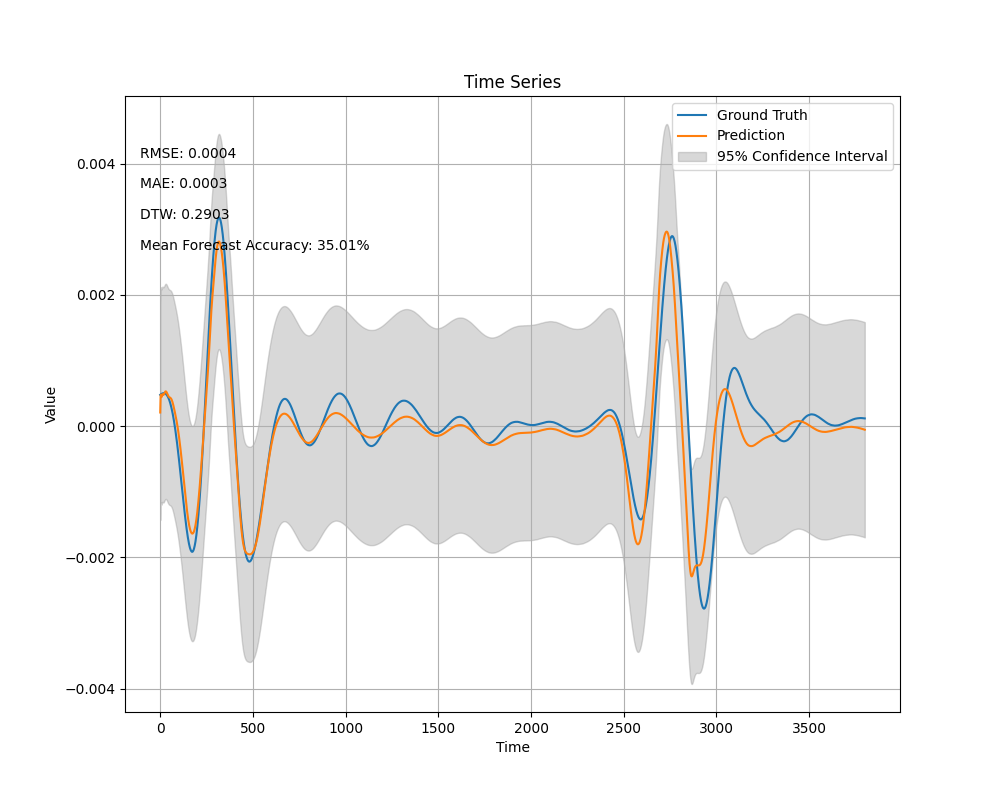 Time Series
Ground Truth
Prediction
95% Confidence Interval
RMSE: 0.0004
MAE: 0.0003
DTW: 0.2903
Mean Forecast Accuracy: 35.01%
Value
0.004
0.002
0.000
−0.002
−0.004
0 500 1000 1500 2000 2500 3000 3500
Time